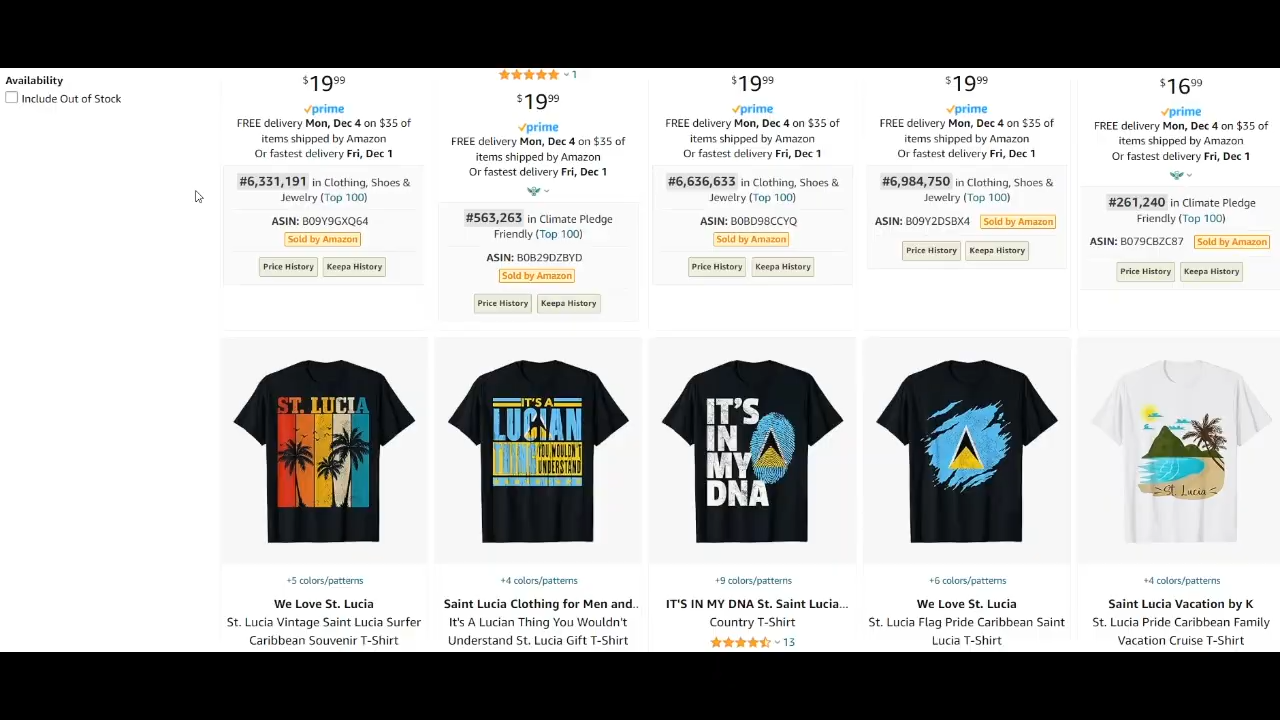 Availability
Include Out of Stock
$19⁹⁹
prime
FREE delivery Mon, Dec 4 on $35 of
items shipped by Amazon
Or fastest delivery Fri, Dec 1
#6,331,191 in Clothing, Shoes &
Jewelry (Top 100)
ASIN: B09Y9GXQ64
Sold by Amazon
Price History Keepa History
1
$19⁹⁹
prime
FREE delivery Mon, Dec 4 on $35 of
items shipped by Amazon
Or fastest delivery Fri, Dec 1
#563,263 in Climate Pledge
Friendly (Top 100)
ASIN: B0B29DZBYD
Sold by Amazon
Price History Keepa History
$19⁹⁹
prime
FREE delivery Mon, Dec 4 on $35 of
items shipped by Amazon
Or fastest delivery Fri, Dec 1
#6,636,633 in Clothing, Shoes &
Jewelry (Top 100)
ASIN: B0BD98CCYQ
Sold by Amazon
Price History Keepa History
$19⁹⁹
prime
FREE delivery Mon, Dec 4 on $35 of
items shipped by Amazon
Or fastest delivery Fri, Dec 1
#6,984,750 in Clothing, Shoes &
Jewelry (Top 100)
ASIN: B09Y2DSBX4 Sold by Amazon
Price History Keepa History
$16⁹⁹
prime
FREE delivery Mon, Dec 4 on $35 of
items shipped by Amazon
Or fastest delivery Fri, Dec 1
#261,240 in Climate Pledge
Friendly (Top 100)
ASIN: B079CBZC87 Sold by Amazon
Price History Keepa History
ST. LUCIA
+5 colors/patterns
We Love St. Lucia
St. Lucia Vintage Saint Lucia Surfer
Caribbean Souvenir T-Shirt
IT'S A
LUCIAN
THING YOU WOULDN'T
UNDERSTAND
+4 colors/patterns
Saint Lucia Clothing for Men and..
It's A Lucian Thing You Wouldn't
Understand St. Lucia Gift T-Shirt
IT'S
IN
MY
DNA
+9 colors/patterns
IT'S IN MY DNA St. Saint Lucia...
Country T-Shirt
13
+6 colors/patterns
We Love St. Lucia
St. Lucia Flag Pride Caribbean Saint
Lucia T-Shirt
St. Lucia
+4 colors/patterns
Saint Lucia Vacation by K
St. Lucia Pride Caribbean Family
Vacation Cruise T-Shirt